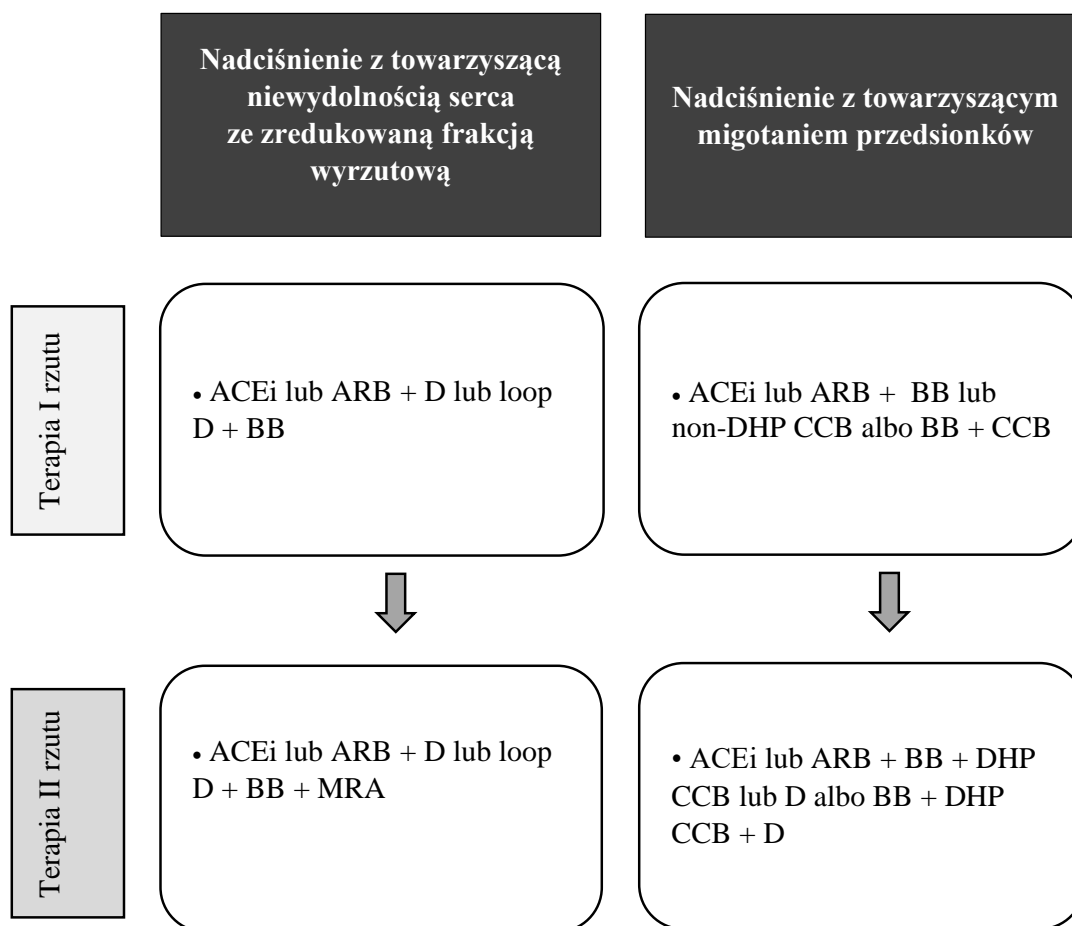 Nadciśnienie z towarzyszącą
niewydolnością serca
ze zredukowaną frakcją
wyrzutową
Nadciśnienie z towarzyszącym
migotaniem przedsionków
Terapia I rzutu
• ACEi lub ARB + D lub loop
D + BB
• ACEi lub ARB + BB lub
non-DHP CCB albo BB + CCB
Terapia II rzutu
• ACEi lub ARB + D lub loop
D + BB + MRA
• ACEi lub ARB + BB + DHP
CCB lub D albo BB + DHP
CCB + D